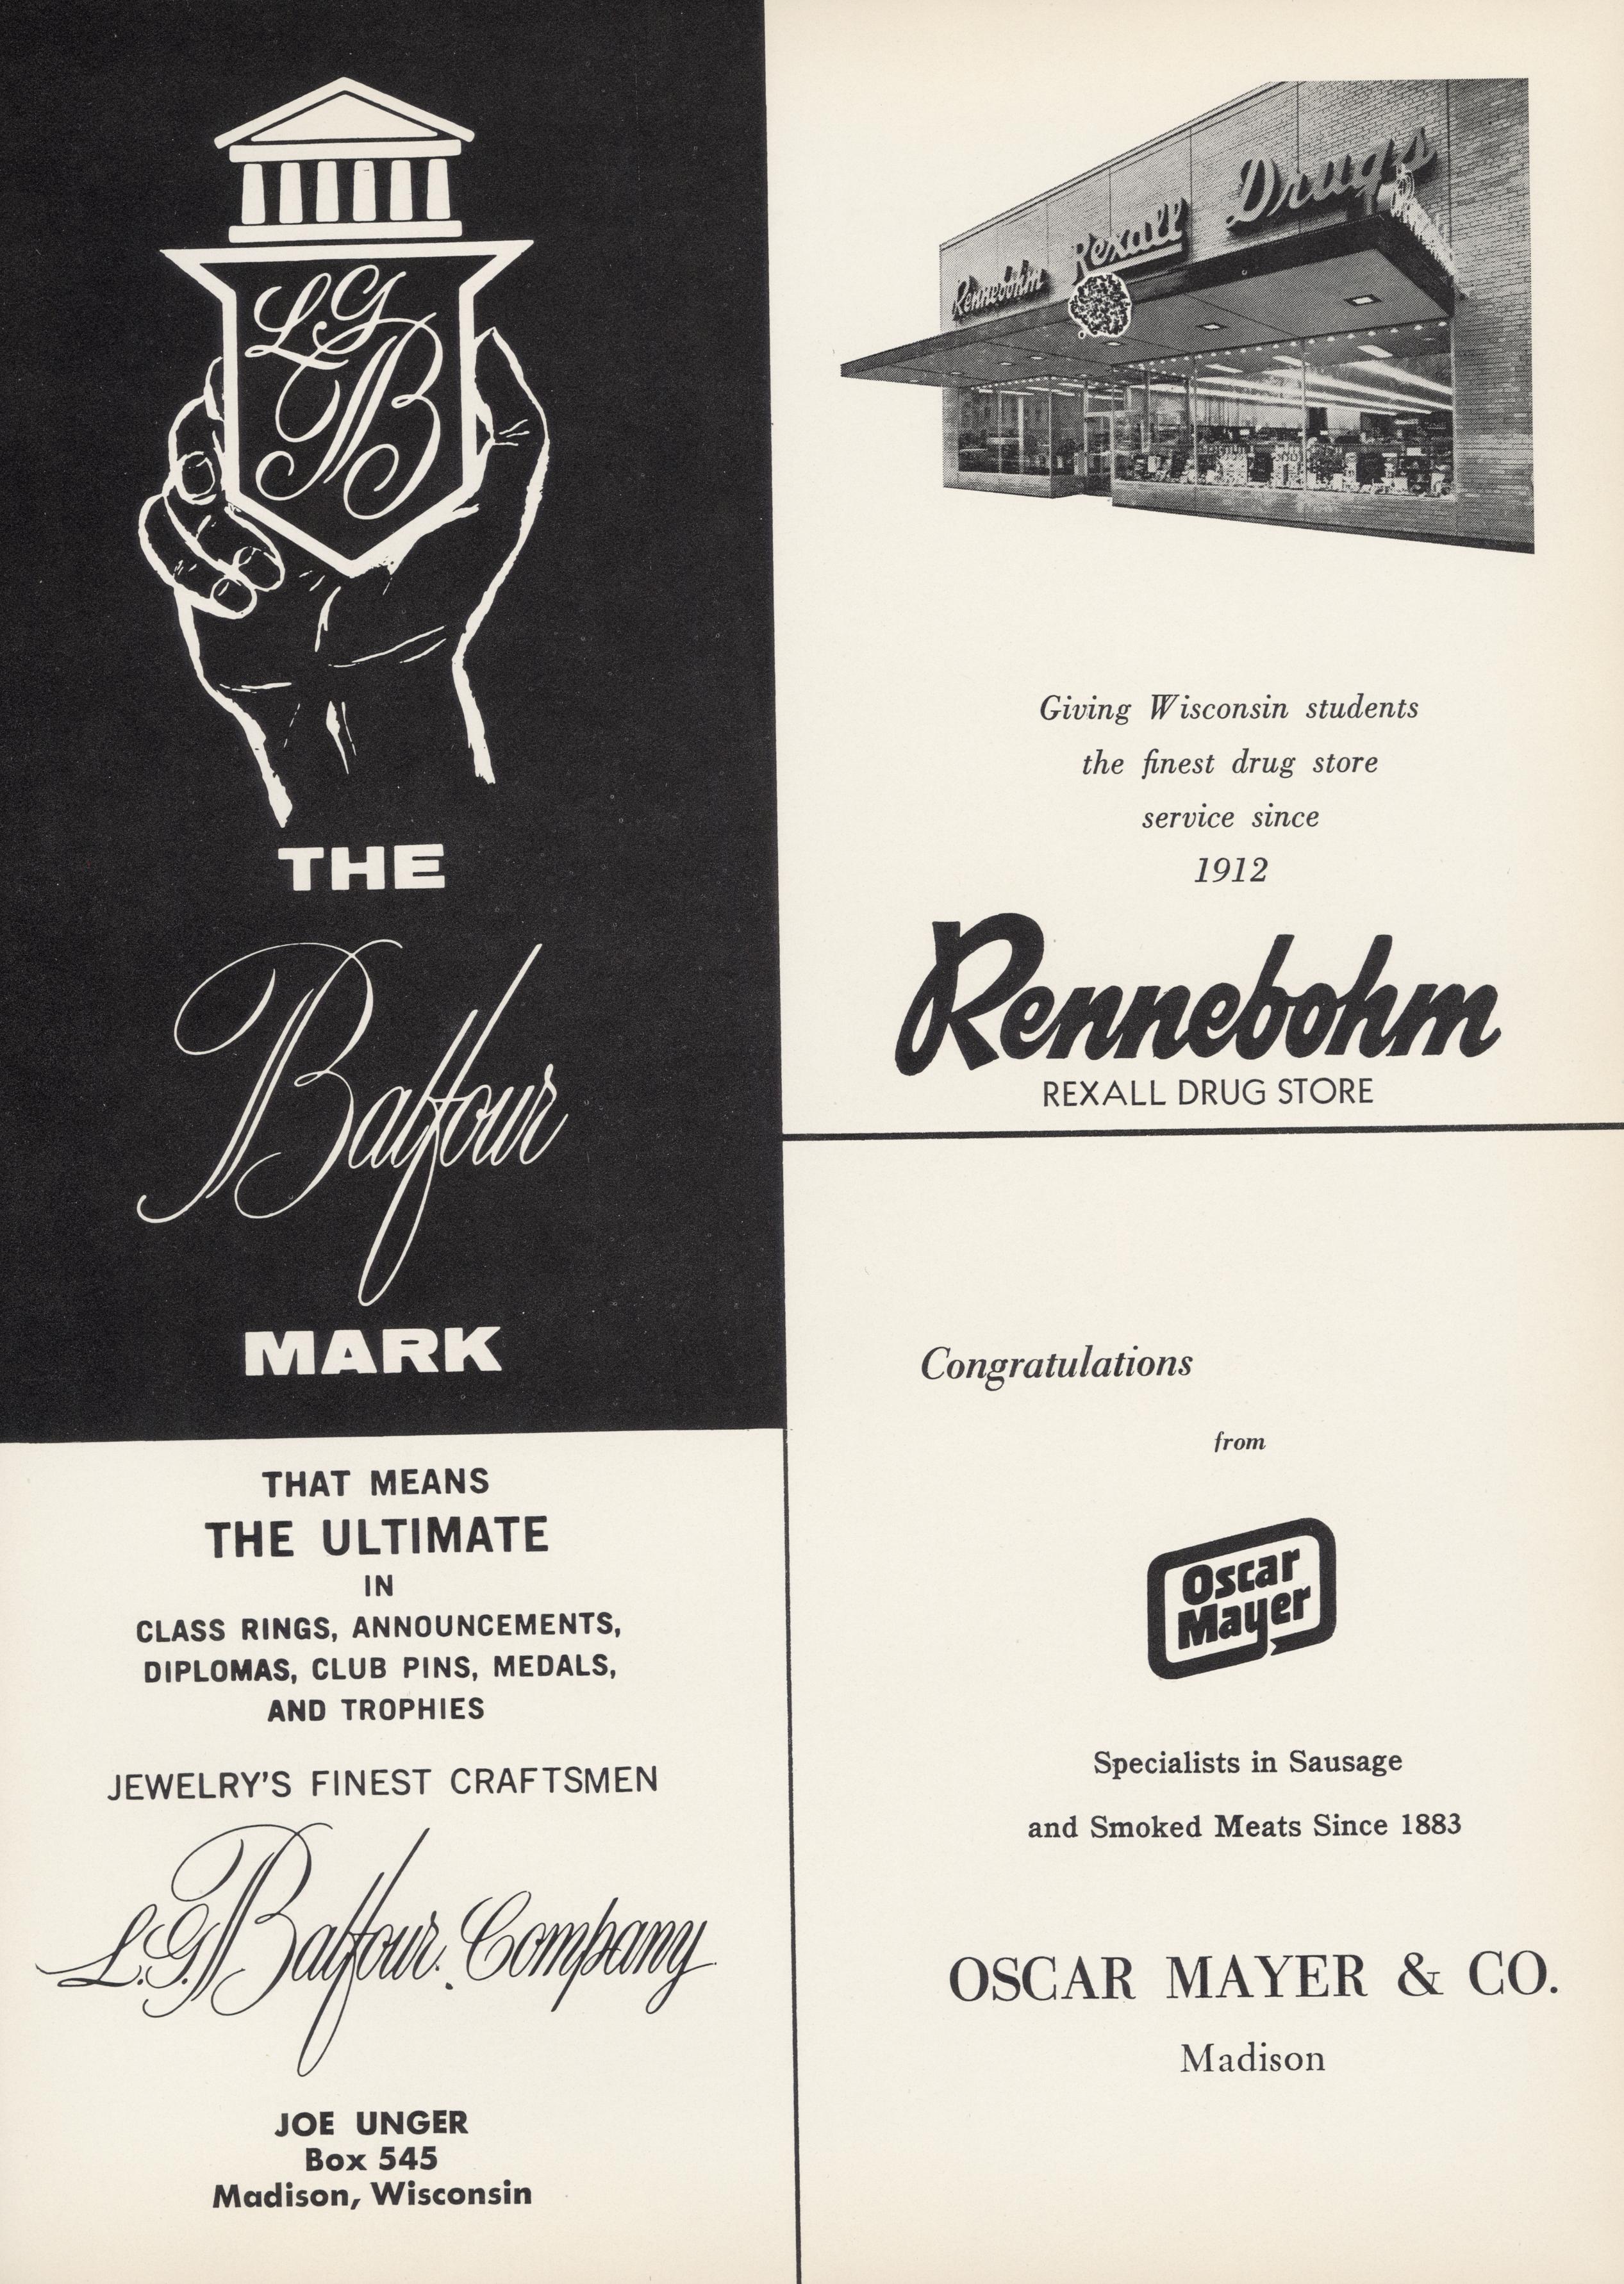 LG
B
THE
Balfour
MARK
THAT MEANS
THE ULTIMATE
IN
CLASS RINGS, ANNOUNCEMENTS,
DIPLOMAS, CLUB PINS, MEDALS,
AND TROPHIES
JEWELRY'S FINEST CRAFTSMEN
L.G. Balfour. Company
JOE UNGER
Box 545
Madison, Wisconsin
Rennebohm Rexall Drugs
Giving Wisconsin students
the finest drug store
service since
1912
Rennebohm
REXALL DRUG STORE
Congratulations
from
Oscar
Mayer
Specialists in Sausage
and Smoked Meats Since 1883
OSCAR MAYER & CO.
Madison